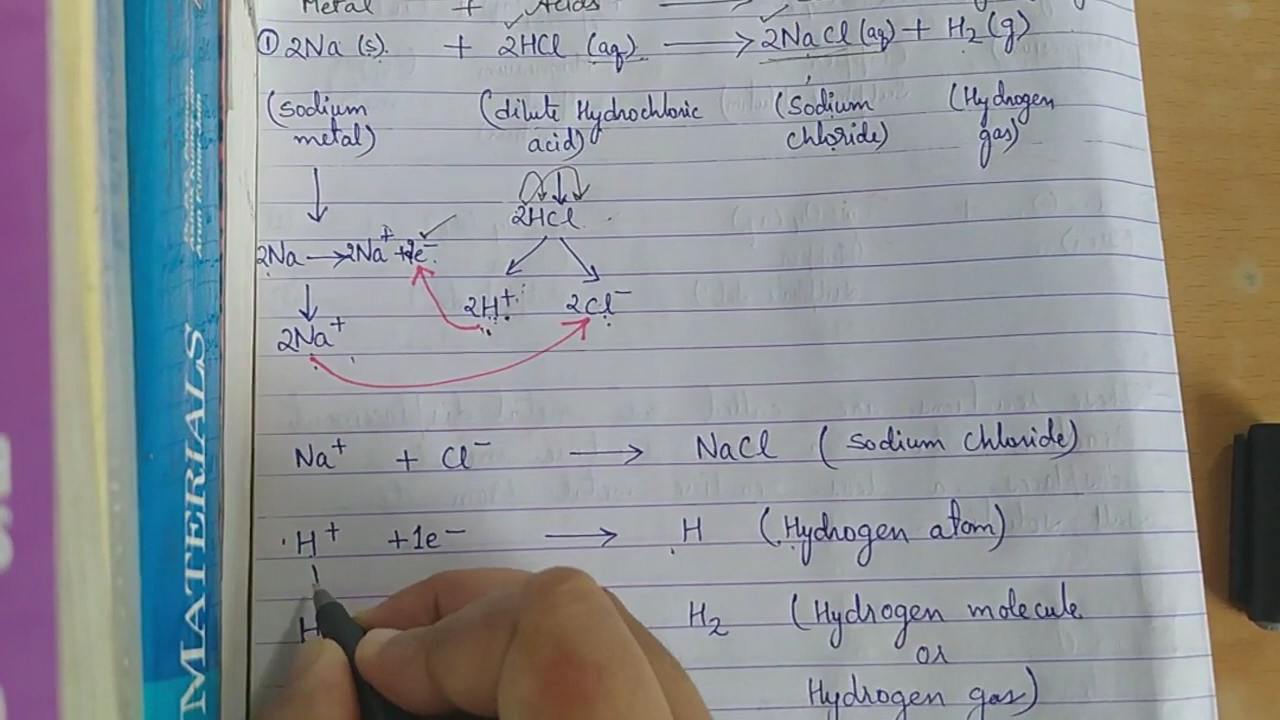 Metal + Acids
① 2Na (s) + 2HCl (aq) ⟶ 2NaCl (aq) + H₂ (g)
(sodium metal) (dilute Hydrochloric acid) (Sodium chloride) (Hydrogen gas)
2HCl
2Na ⟶ 2Na⁺ + 2e⁻
2H⁺ 2Cl⁻
2Na⁺
Na⁺ + Cl⁻ ⟶ NaCl (Sodium chloride)
H⁺ + 1e⁻ ⟶ H (Hydrogen atom)
H H₂ (Hydrogen molecule
or
Hydrogen gas)
MATERIALS